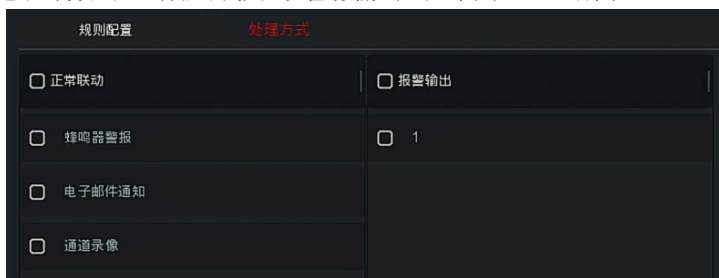 规则配置 处理方式
正常联动 报警输出
蜂鸣器警报 1
电子邮件通知
通道录像